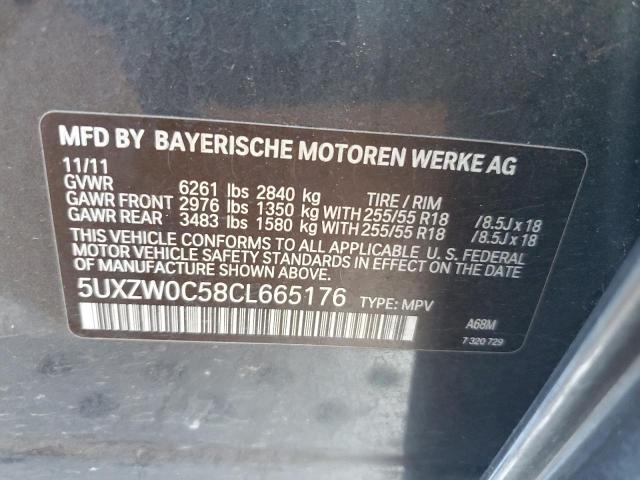 MFD BY BAYERISCHE MOTOREN WERKE AG
11/11
GVWR 6261 lbs 2840 kg TIRE / RIM
GAWR FRONT 2976 lbs 1350 kg WITH 255/55 R18 /8.5J x 18
GAWR REAR 3483 lbs 1580 kg WITH 255/55 R18 /8.5J x 18
THIS VEHICLE CONFORMS TO ALL APPLICABLE U. S. FEDERAL
MOTOR VEHICLE SAFETY STANDARDS IN EFFECT ON THE DATE
OF MANUFACTURE SHOWN ABOVE.
5UXZW0C58CL665176 TYPE: MPV
A68M
7 320 729